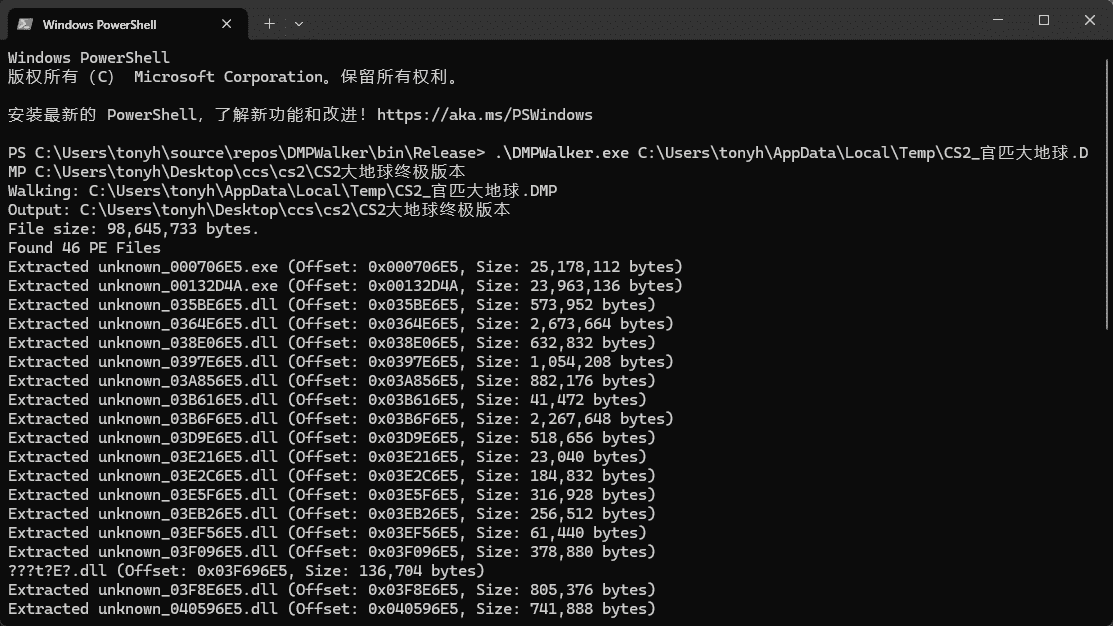 Windows PowerShell
Windows PowerShell
版权所有 (C) Microsoft Corporation。保留所有权利。
安装最新的 PowerShell，了解新功能和改进！https://aka.ms/PSWindows
PS C:\Users\tonyh\source\repos\DMPWalker\bin\Release> .\DMPWalker.exe C:\Users\tonyh\AppData\Local\Temp\CS2_官匹大地球.D
MP C:\Users\tonyh\Desktop\ccs\cs2\CS2大地球终极版本
Walking: C:\Users\tonyh\AppData\Local\Temp\CS2_官匹大地球.DMP
Output: C:\Users\tonyh\Desktop\ccs\cs2\CS2大地球终极版本
File size: 98,645,733 bytes.
Found 46 PE Files
Extracted unknown_000706E5.exe (Offset: 0x000706E5, Size: 25,178,112 bytes)
Extracted unknown_00132D4A.exe (Offset: 0x00132D4A, Size: 23,963,136 bytes)
Extracted unknown_035BE6E5.dll (Offset: 0x035BE6E5, Size: 573,952 bytes)
Extracted unknown_0364E6E5.dll (Offset: 0x0364E6E5, Size: 2,673,664 bytes)
Extracted unknown_038E06E5.dll (Offset: 0x038E06E5, Size: 632,832 bytes)
Extracted unknown_0397E6E5.dll (Offset: 0x0397E6E5, Size: 1,054,208 bytes)
Extracted unknown_03A856E5.dll (Offset: 0x03A856E5, Size: 882,176 bytes)
Extracted unknown_03B616E5.dll (Offset: 0x03B616E5, Size: 41,472 bytes)
Extracted unknown_03B6F6E5.dll (Offset: 0x03B6F6E5, Size: 2,267,648 bytes)
Extracted unknown_03D9E6E5.dll (Offset: 0x03D9E6E5, Size: 518,656 bytes)
Extracted unknown_03E216E5.dll (Offset: 0x03E216E5, Size: 23,040 bytes)
Extracted unknown_03E2C6E5.dll (Offset: 0x03E2C6E5, Size: 184,832 bytes)
Extracted unknown_03E5F6E5.dll (Offset: 0x03E5F6E5, Size: 316,928 bytes)
Extracted unknown_03EB26E5.dll (Offset: 0x03EB26E5, Size: 256,512 bytes)
Extracted unknown_03EF56E5.dll (Offset: 0x03EF56E5, Size: 61,440 bytes)
Extracted unknown_03F096E5.dll (Offset: 0x03F096E5, Size: 378,880 bytes)
???t?E?.dll (Offset: 0x03F696E5, Size: 136,704 bytes)
Extracted unknown_03F8E6E5.dll (Offset: 0x03F8E6E5, Size: 805,376 bytes)
Extracted unknown_040596E5.dll (Offset: 0x040596E5, Size: 741,888 bytes)